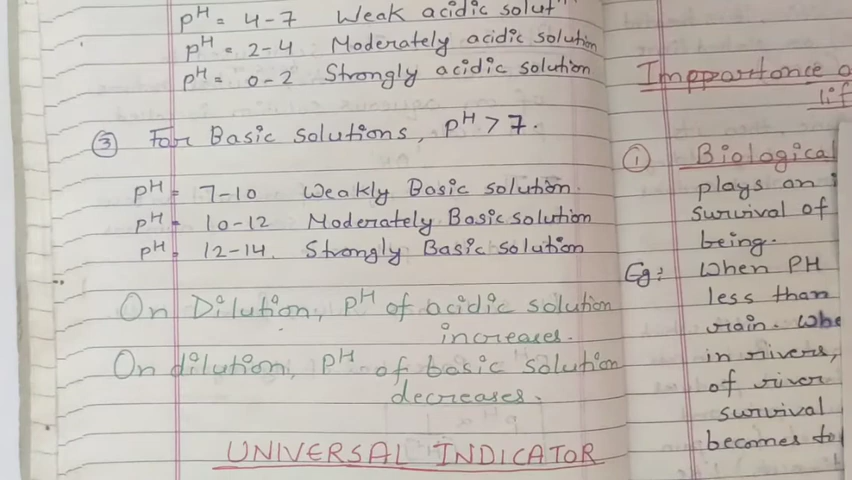 pH = 4-7 Weak acidic solut
pH = 2-4 Moderately acidic solution
pH = 0-2 Strongly acidic solution
③ For Basic solutions, pH > 7.
pH = 7-10 Weakly Basic solution.
pH = 10-12 Moderately Basic solution
pH = 12-14. Strongly Basic solution
On Dilution, pH of acidic solution
increases.
On dilution, pH of basic solution
decreases.
UNIVERSAL INDICATOR
Imppartance o
lif
① Biological
plays an i
survival of
being.
Eg: When PH
less than
rain. Whe
in rivers,
of river
survival
becomes to